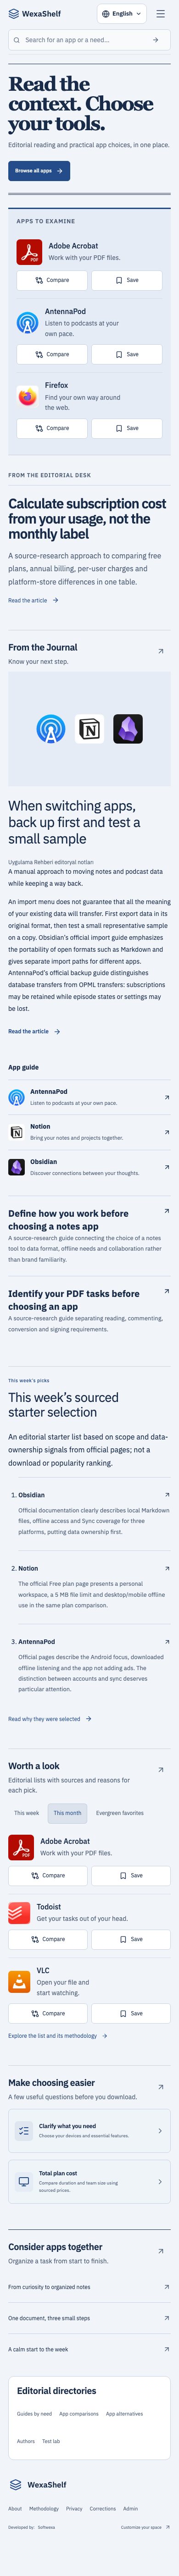 WexaShelf
English
Search for an app or a need...
Read the
context. Choose
your tools.
Editorial reading and practical app choices, in one place.
Browse all apps
APPS TO EXAMINE
Adobe Acrobat
Work with your PDF files.
Compare
Save
AntennaPod
Listen to podcasts at your
own pace.
Compare
Save
Firefox
Find your own way around
the web.
Compare
Save
FROM THE EDITORIAL DESK
Calculate subscription cost
from your usage, not the
monthly label
A source-research approach to comparing free
plans, annual billing, per-user charges and
platform-store differences in one table.
Read the article
From the Journal
Know your next step.
When switching apps,
back up first and test a
small sample
Uygulama Rehberi editoryal notları
A manual approach to moving notes and podcast data
while keeping a way back.
An import menu does not guarantee that all the meaning
of your existing data will transfer. First export data in its
original format, then test a small representative sample
on a copy. Obsidian's official import guide emphasizes
the portability of open formats such as Markdown and
gives separate import paths for different apps.
AntennaPod's official backup guide distinguishes
database transfers from OPML transfers: subscriptions
may be retained while episode states or settings may
be lost.
Read the article
App guide
AntennaPod
Listen to podcasts at your own pace.
Notion
Bring your notes and projects together.
Obsidian
Discover connections between your thoughts.
Define how you work before
choosing a notes app
A source-research guide connecting the choice of a notes
tool to data format, offline needs and collaboration rather
than brand familiarity.
Identify your PDF tasks before
choosing an app
A source-research guide separating reading, commenting,
conversion and signing requirements.
This week's picks
This week's sourced
starter selection
An editorial starter list based on scope and data-
ownership signals from official pages; not a
download or popularity ranking.
1. Obsidian
Official documentation clearly describes local Markdown
files, offline access and Sync coverage for three
platforms, putting data ownership first.
2. Notion
The official Free plan page presents a personal
workspace, a 5 MB file limit and desktop/mobile offline
use in the same plan comparison.
3. AntennaPod
Official pages describe the Android focus, downloaded
offline listening and the app not adding ads. The
distinction between accounts and sync deserves
particular attention.
Read why they were selected
Worth a look
Editorial lists with sources and reasons for
each pick.
This week
This month
Evergreen favorites
Adobe Acrobat
Work with your PDF files.
Compare
Save
Todoist
Get your tasks out of your head.
Compare
Save
VLC
Open your file and
start watching.
Compare
Save
Explore the list and its methodology
Make choosing easier
A few useful questions before you download.
Clarify what you need
Choose your devices and essential features.
Total plan cost
Compare duration and team size using
sourced prices.
Consider apps together
Organize a task from start to finish.
From curiosity to organized notes
One document, three small steps
A calm start to the week
Editorial directories
Guides by need
App comparisons
App alternatives
Authors
Test lab
WexaShelf
About
Methodology
Privacy
Corrections
Admin
Developed by: Softwexa
Customize your space